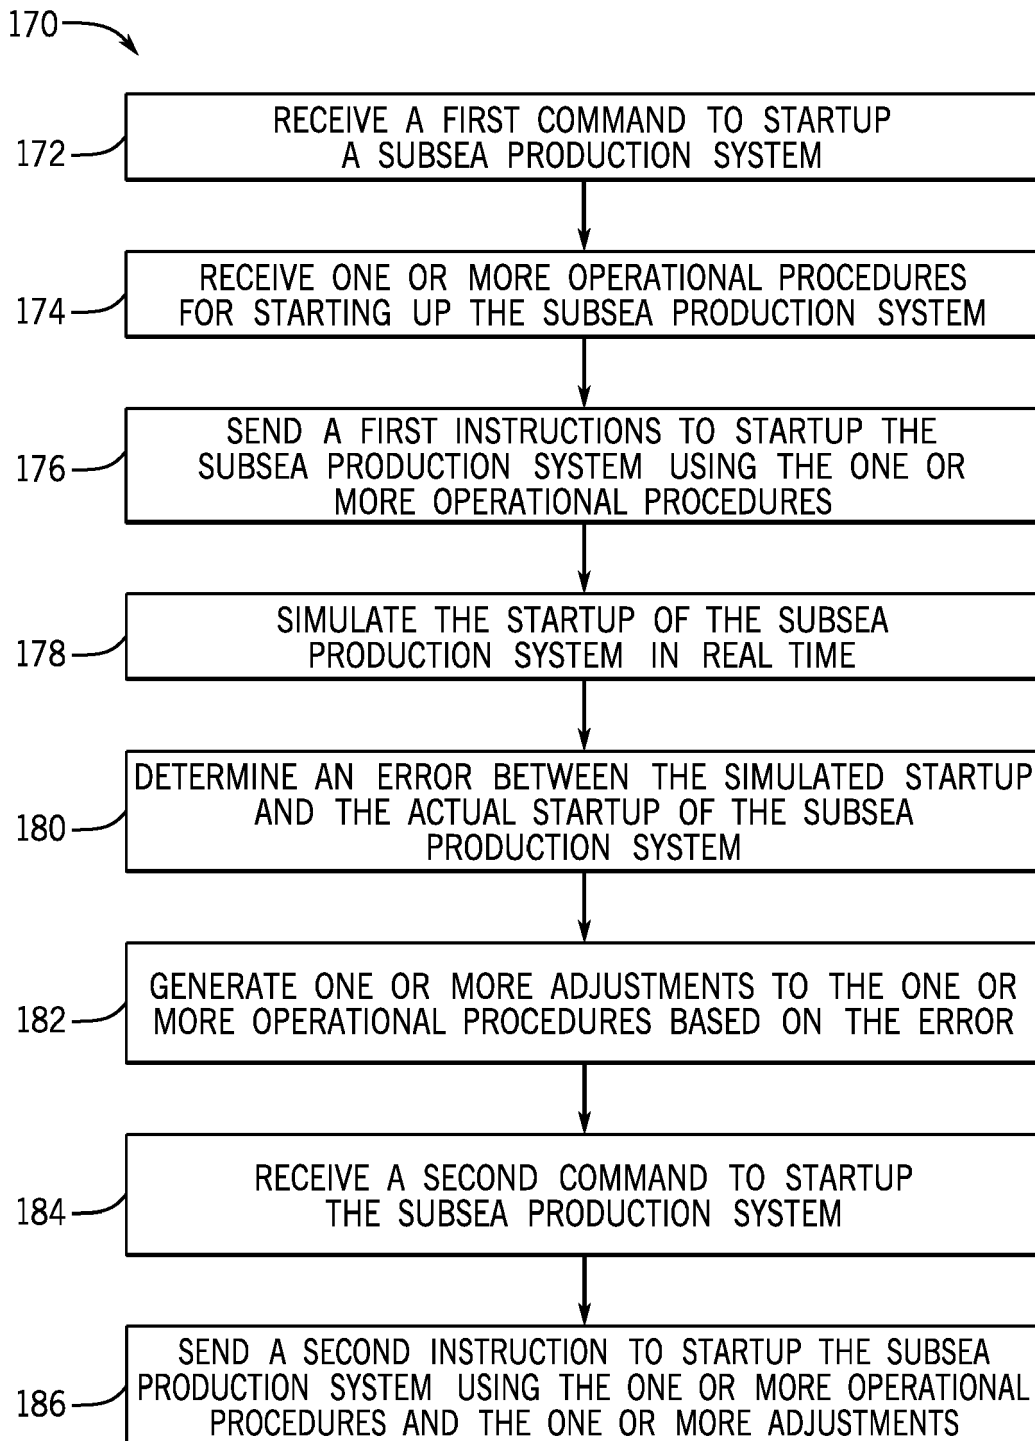 170
172
RECEIVE A FIRST COMMAND TO STARTUP
A SUBSEA PRODUCTION SYSTEM
174
RECEIVE ONE OR MORE OPERATIONAL PROCEDURES
FOR STARTING UP THE SUBSEA PRODUCTION SYSTEM
176
SEND A FIRST INSTRUCTIONS TO STARTUP THE
SUBSEA PRODUCTION SYSTEM USING THE ONE OR
MORE OPERATIONAL PROCEDURES
178
SIMULATE THE STARTUP OF THE SUBSEA
PRODUCTION SYSTEM IN REAL TIME
180
DETERMINE AN ERROR BETWEEN THE SIMULATED STARTUP
AND THE ACTUAL STARTUP OF THE SUBSEA
PRODUCTION SYSTEM
182
GENERATE ONE OR MORE ADJUSTMENTS TO THE ONE OR
MORE OPERATIONAL PROCEDURES BASED ON THE ERROR
184
RECEIVE A SECOND COMMAND TO STARTUP
THE SUBSEA PRODUCTION SYSTEM
186
SEND A SECOND INSTRUCTION TO STARTUP THE SUBSEA
PRODUCTION SYSTEM USING THE ONE OR MORE OPERATIONAL
PROCEDURES AND THE ONE OR MORE ADJUSTMENTS